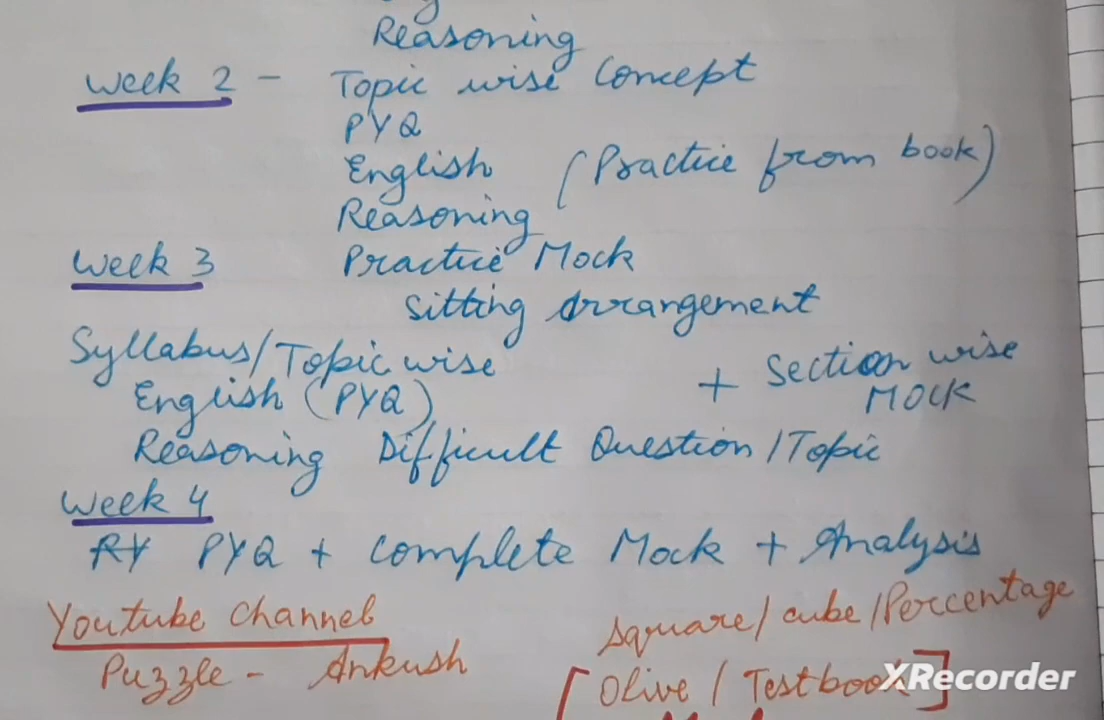 Reasoning
Week 2 - Topic wise Concept
PYQ
English (Practice from book)
Reasoning
Week 3 Practice Mock
Sitting Arrangement
Syllabus/Topic wise + Section wise
English (PYQ) MOCK
Reasoning Difficult Question/Topic
Week 4
PYQ + Complete Mock + Analysis
Youtube Channel square/cube/Percentage
Puzzle - Ankush [Olive / Testbook]
XRecorder